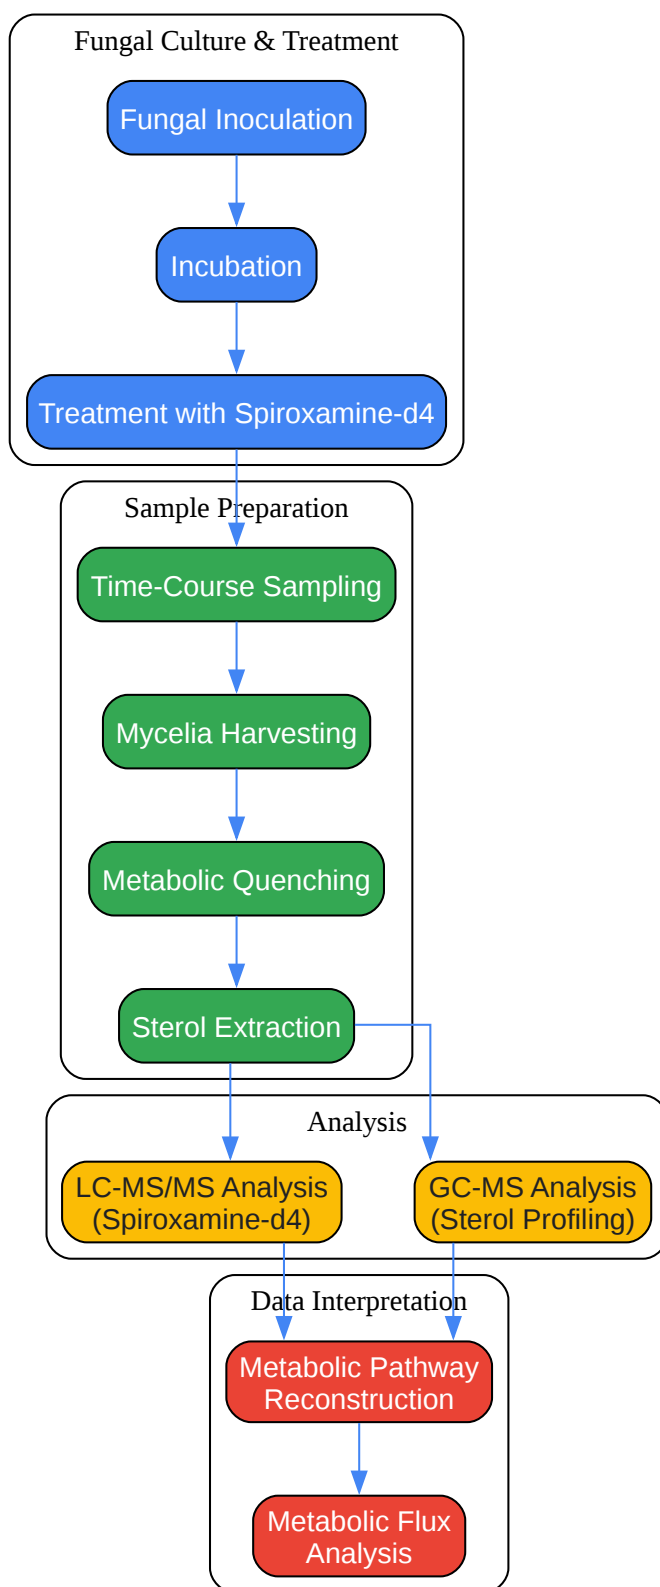 Fungal Culture & Treatment
Fungal Inoculation
Incubation
Treatment with Spiroxamine-d4
Sample Preparation
Time-Course Sampling
Mycelia Harvesting
Metabolic Quenching
Sterol Extraction
Analysis
LC-MS/MS Analysis
(Spiroxamine-d4)
GC-MS Analysis
(Sterol Profiling)
Data Interpretation
Metabolic Pathway
Reconstruction
Metabolic Flux
Analysis